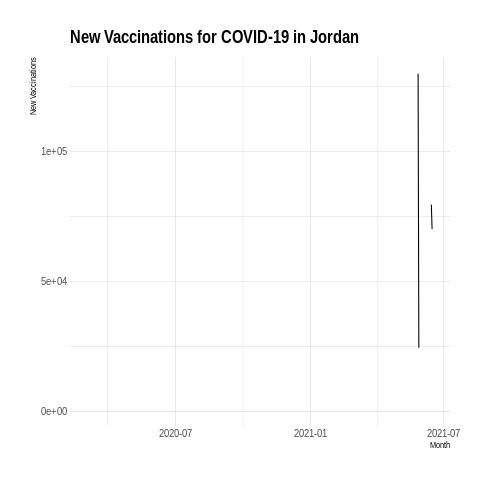 New Vaccinations for COVID-19 in Jordan
New Vaccinations
1e+05
5e+04
0e+00
2020-07 2021-01 2021-07
Month